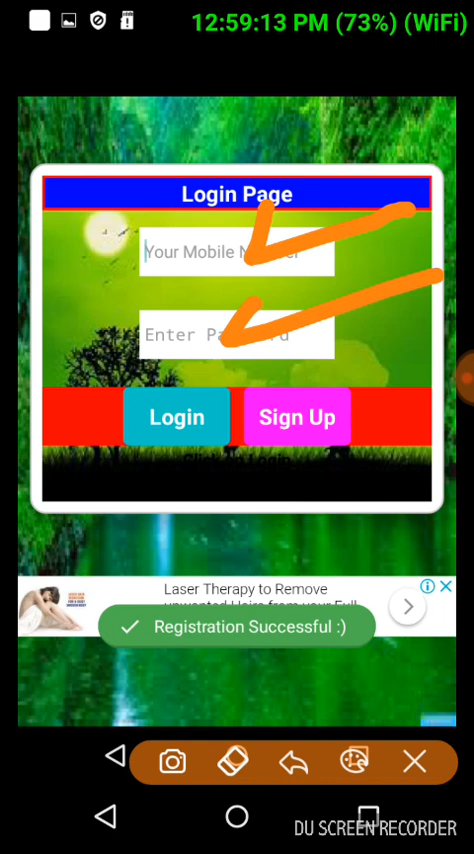 12:59:13 PM (73%) (WiFi)
Login Page
Your Mobile
Enter
Login
Sign Up
Laser Therapy to Remove
Registration Successful :)
DU SCREEN RECORDER